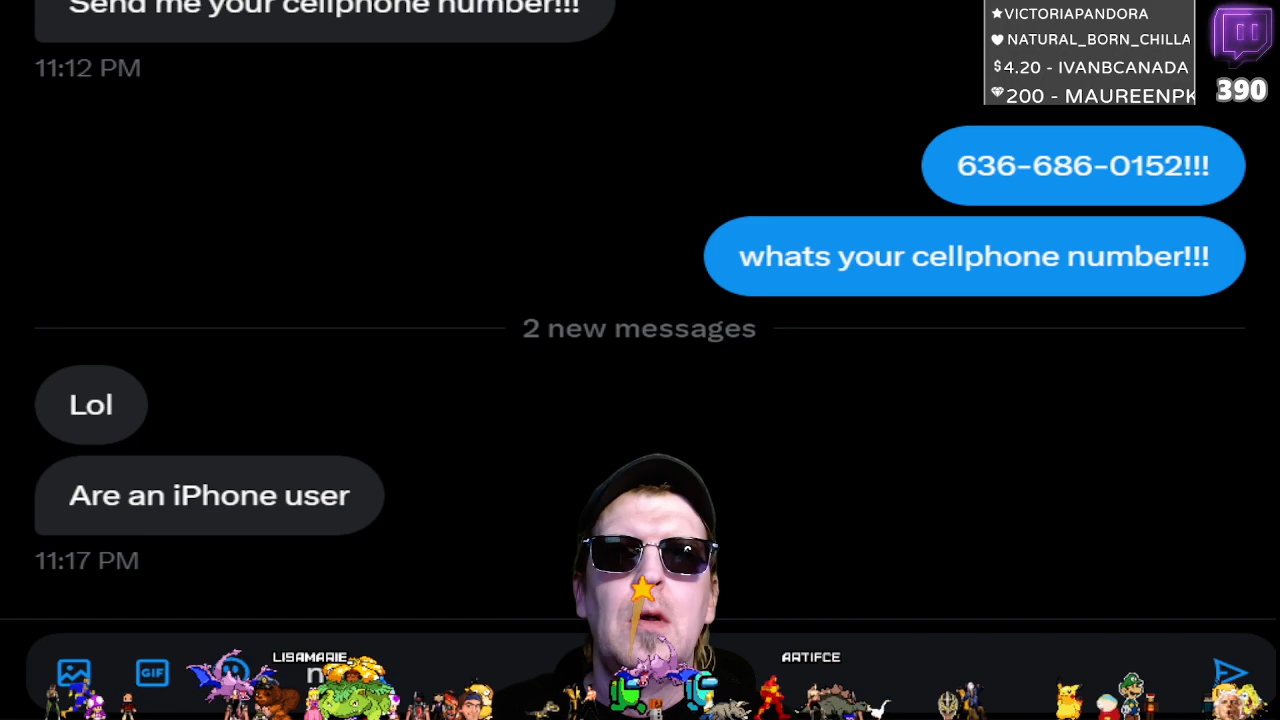 Send me your cellphone number!!!
11:12 PM
★VICTORIAPANDORA
NATURAL_BORN_CHILLA
$4.20 - IVANBCANADA
200 - MAUREENPK
390
636-686-0152!!!
whats your cellphone number!!!
2 new messages
Lol
Are an iPhone user
11:17 PM
LISAMARIE
ARTIFCE
GIF